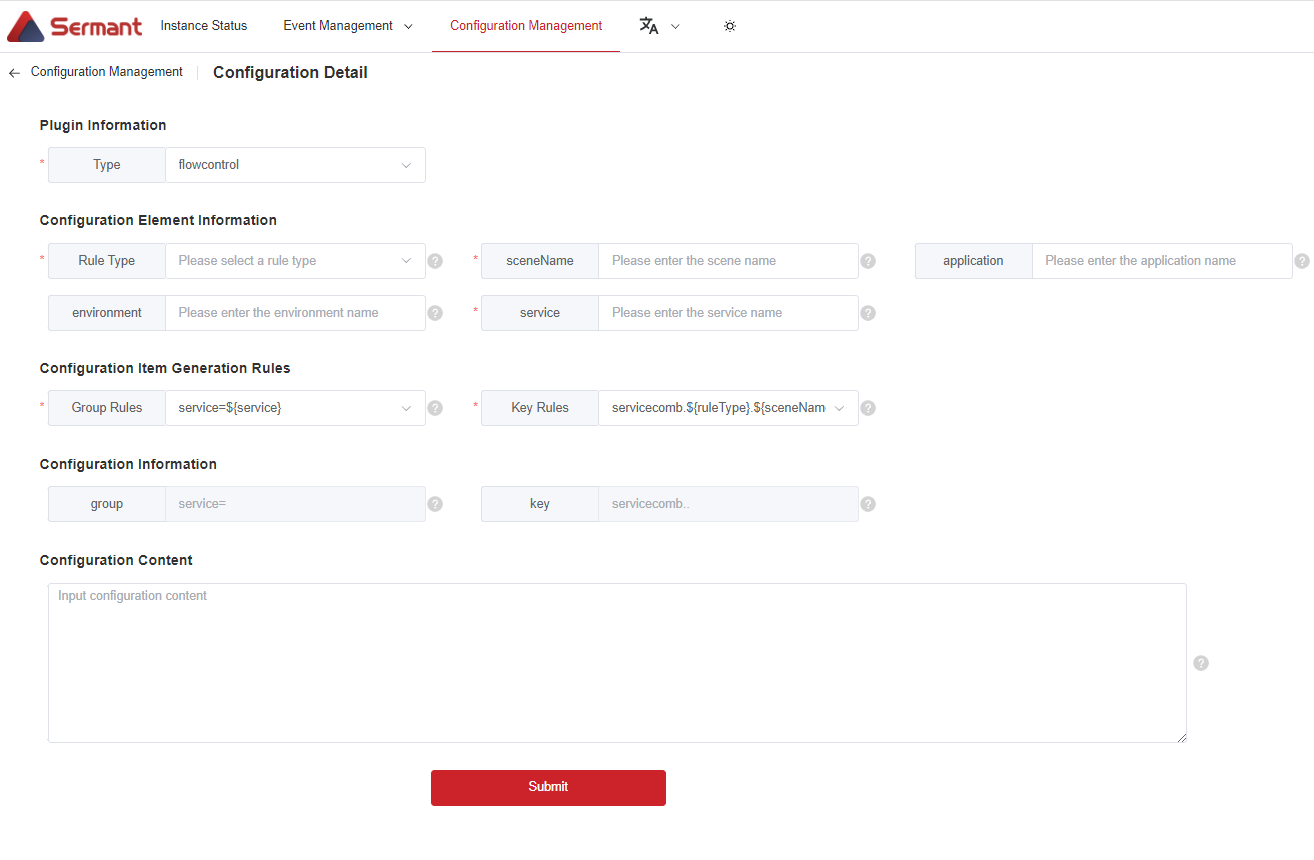 Sermant Instance Status Event Management Configuration Management
Configuration Management Configuration Detail
Plugin Information
* Type flowcontrol
Configuration Element Information
* Rule Type Please select a rule type ? * sceneName Please enter the scene name ? application Please enter the application name ?
environment Please enter the environment name ? * service Please enter the service name ?
Configuration Item Generation Rules
* Group Rules service=${service} ? * Key Rules servicecomb.${ruleType}.${sceneNam ?
Configuration Information
group service= ? key servicecomb.. ?
Configuration Content
Input configuration content
?
Submit